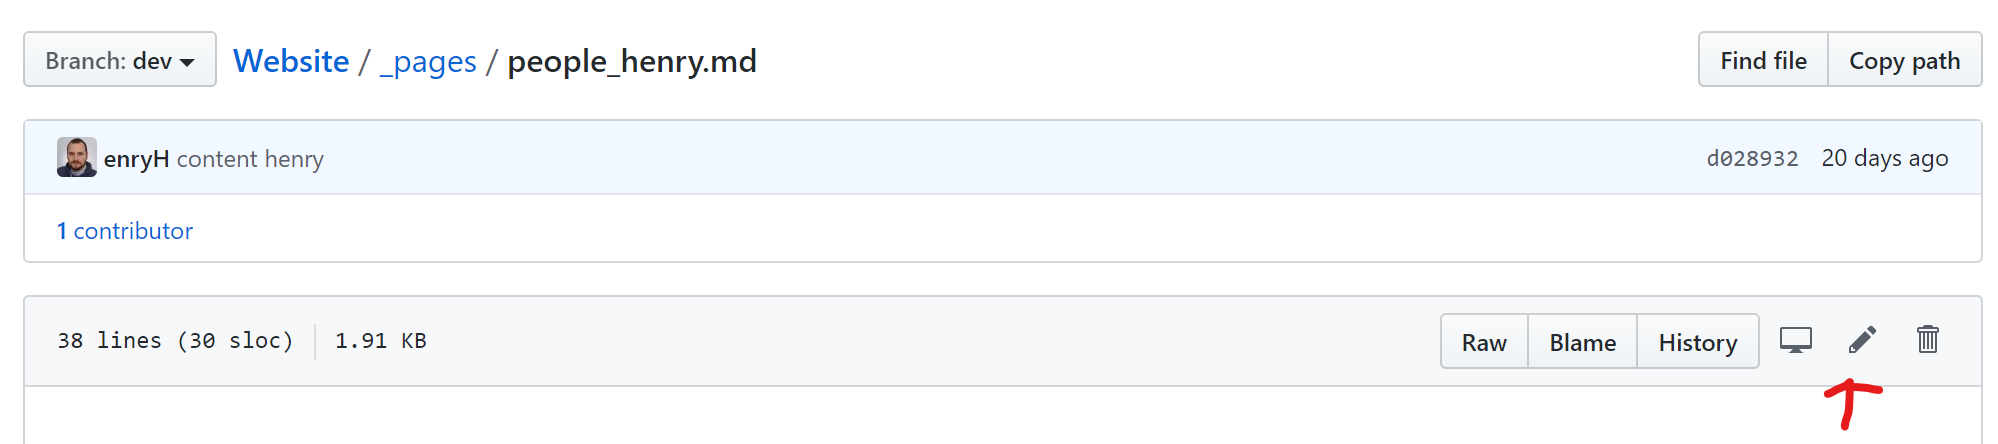 Branch: dev Website / _pages / people_henry.md Find file Copy path
enryH content henry d028932 20 days ago
1 contributor
38 lines (30 sloc) 1.91 KB Raw Blame History